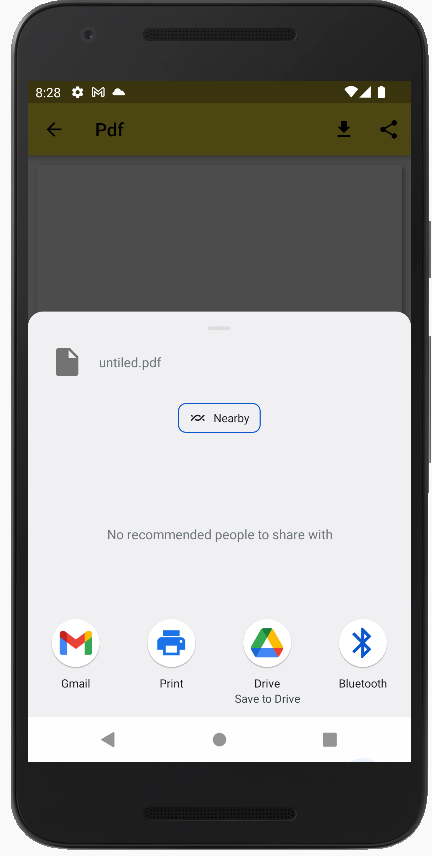 8:28
Pdf
untiled.pdf
Nearby
No recommended people to share with
Gmail
Print
Drive
Bluetooth
Save to Drive